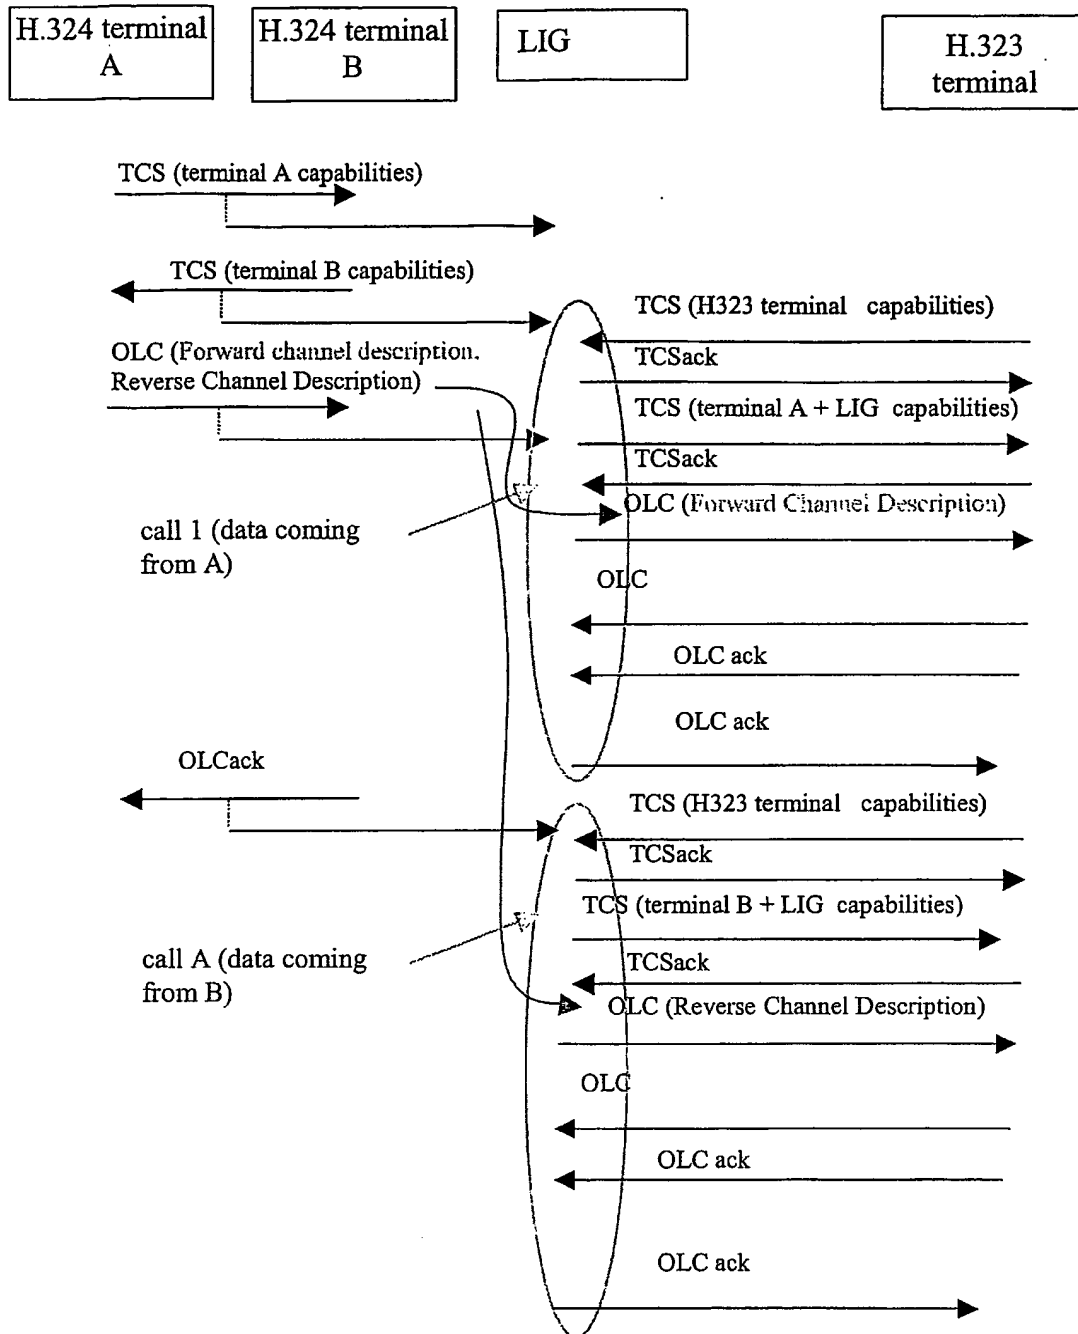 H.324 terminal
A
H.324 terminal
B
LIG
H.323
terminal
TCS (terminal A capabilities)
TCS (terminal B capabilities)
TCS (H323 terminal capabilities)
OLC (Forward channel description.
Reverse Channel Description)
TCSack
TCS (terminal A + LIG capabilities)
TCSack
OLC (Forward Channel Description)
call 1 (data coming
from A)
OLC
OLC ack
OLC ack
OLCack
TCS (H323 terminal capabilities)
TCSack
TCS (terminal B + LIG capabilities)
call A (data coming
from B)
TCSack
OLC (Reverse Channel Description)
OLC
OLC ack
OLC ack